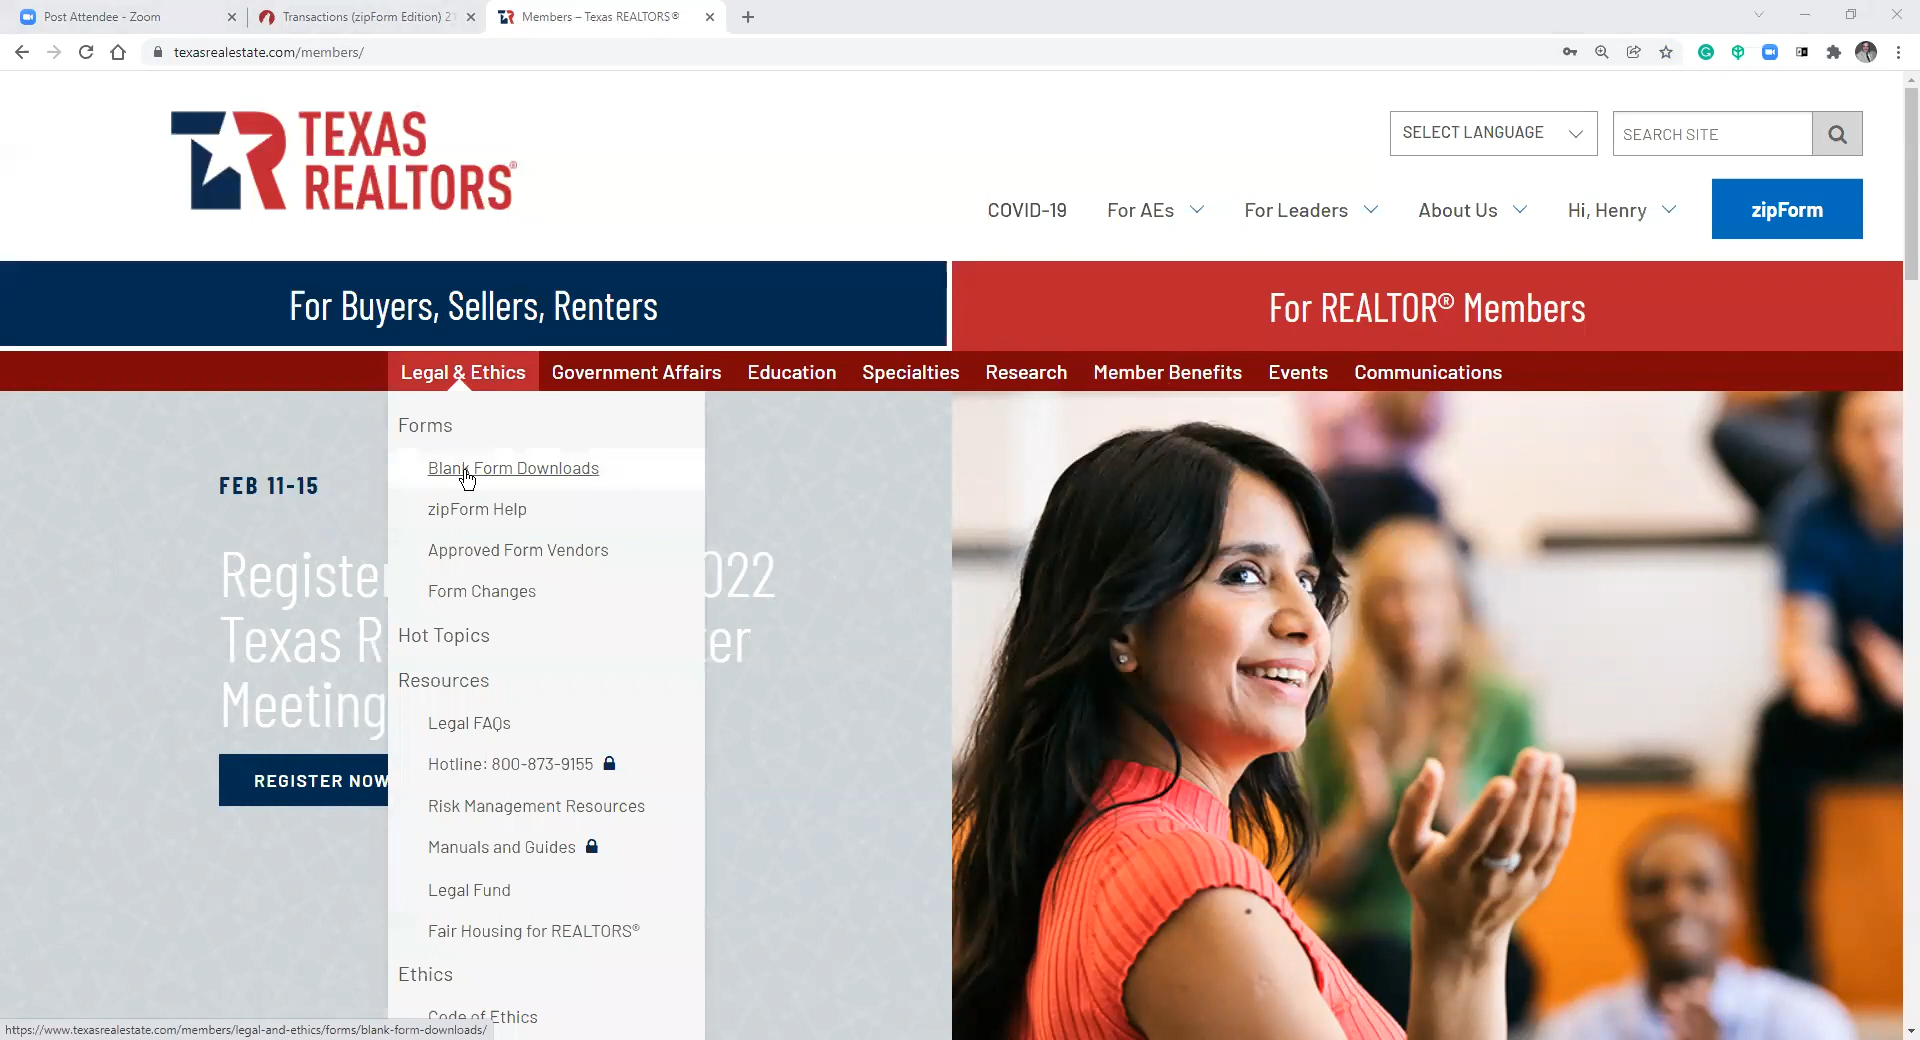 Post Attendee - Zoom
Transactions (zipForm Edition) 21
Members – Texas REALTORS®
texasrealestate.com/members/
TEXAS
REALTORS®
SELECT LANGUAGE
SEARCH SITE
COVID-19
For AEs
For Leaders
About Us
Hi, Henry
zipForm
For Buyers, Sellers, Renters
For REALTOR® Members
Legal & Ethics
Government Affairs
Education
Specialties
Research
Member Benefits
Events
Communications
Forms
Blank Form Downloads
zipForm Help
Approved Form Vendors
Form Changes
Hot Topics
Resources
Legal FAQs
Hotline: 800-873-9155
Risk Management Resources
Manuals and Guides
Legal Fund
Fair Housing for REALTORS®
Ethics
Code of Ethics
FEB 11-15
Register 2022
Texas R ter
Meeting
REGISTER NOW
https://www.texasrealestate.com/members/legal-and-ethics/forms/blank-form-downloads/